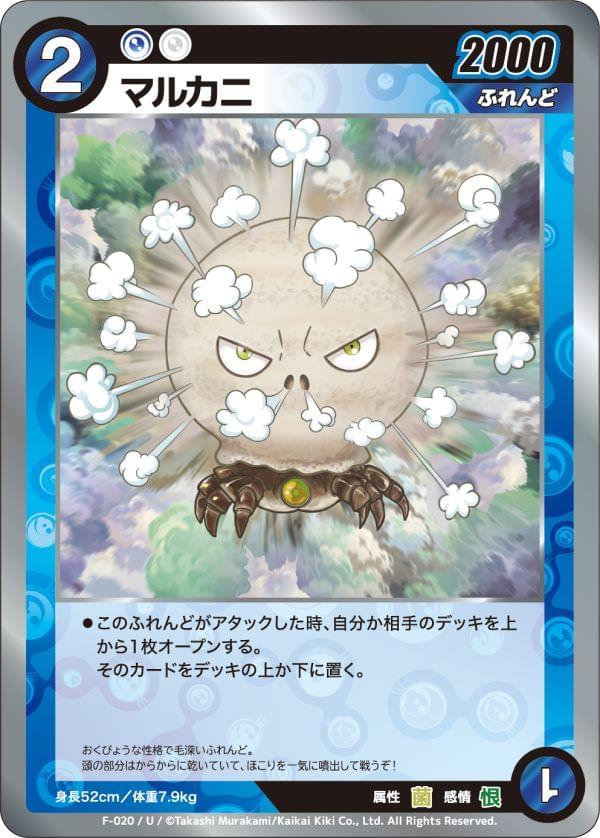 2
マルカニ
2000
ふれんど
●このふれんどがアタックした時、自分か相手のデッキを上
から1枚オープンする。
そのカードをデッキの上か下に置く。
おくびょうな性格で毛深いふれんど。
頭の部分はからからに乾いていて、ほこりを一気に噴出して戦うぞ!
身長52cm/体重7.9kg
属性 菌 感情 恨
F-020 / U / ©Takashi Murakami/Kaikai Kiki Co., Ltd. All Rights Reserved.